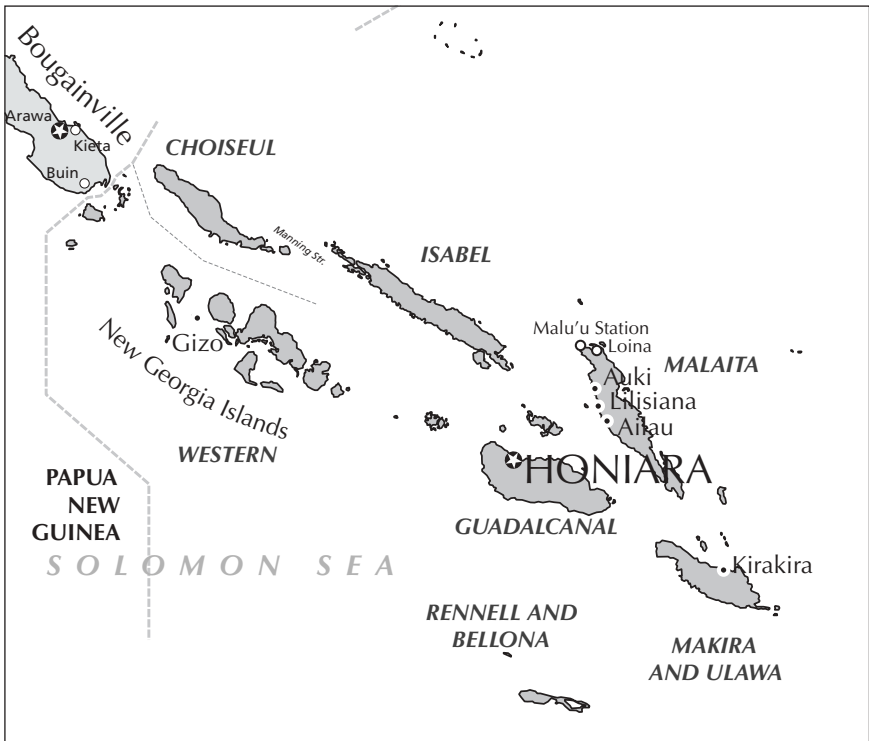 Bougainville
Arawa
Kieta
Buin
CHOISEUL
Manning Str.
ISABEL
Malu'u Station
Loina
MALAITA
Gizo
New Georgia Islands
Auki
Lilisiana
Ailau
WESTERN
HONIARA
PAPUA
NEW
GUINEA
GUADALCANAL
SOLOMON SEA
Kirakira
RENNELL AND
BELLONA
MAKIRA
AND ULAWA